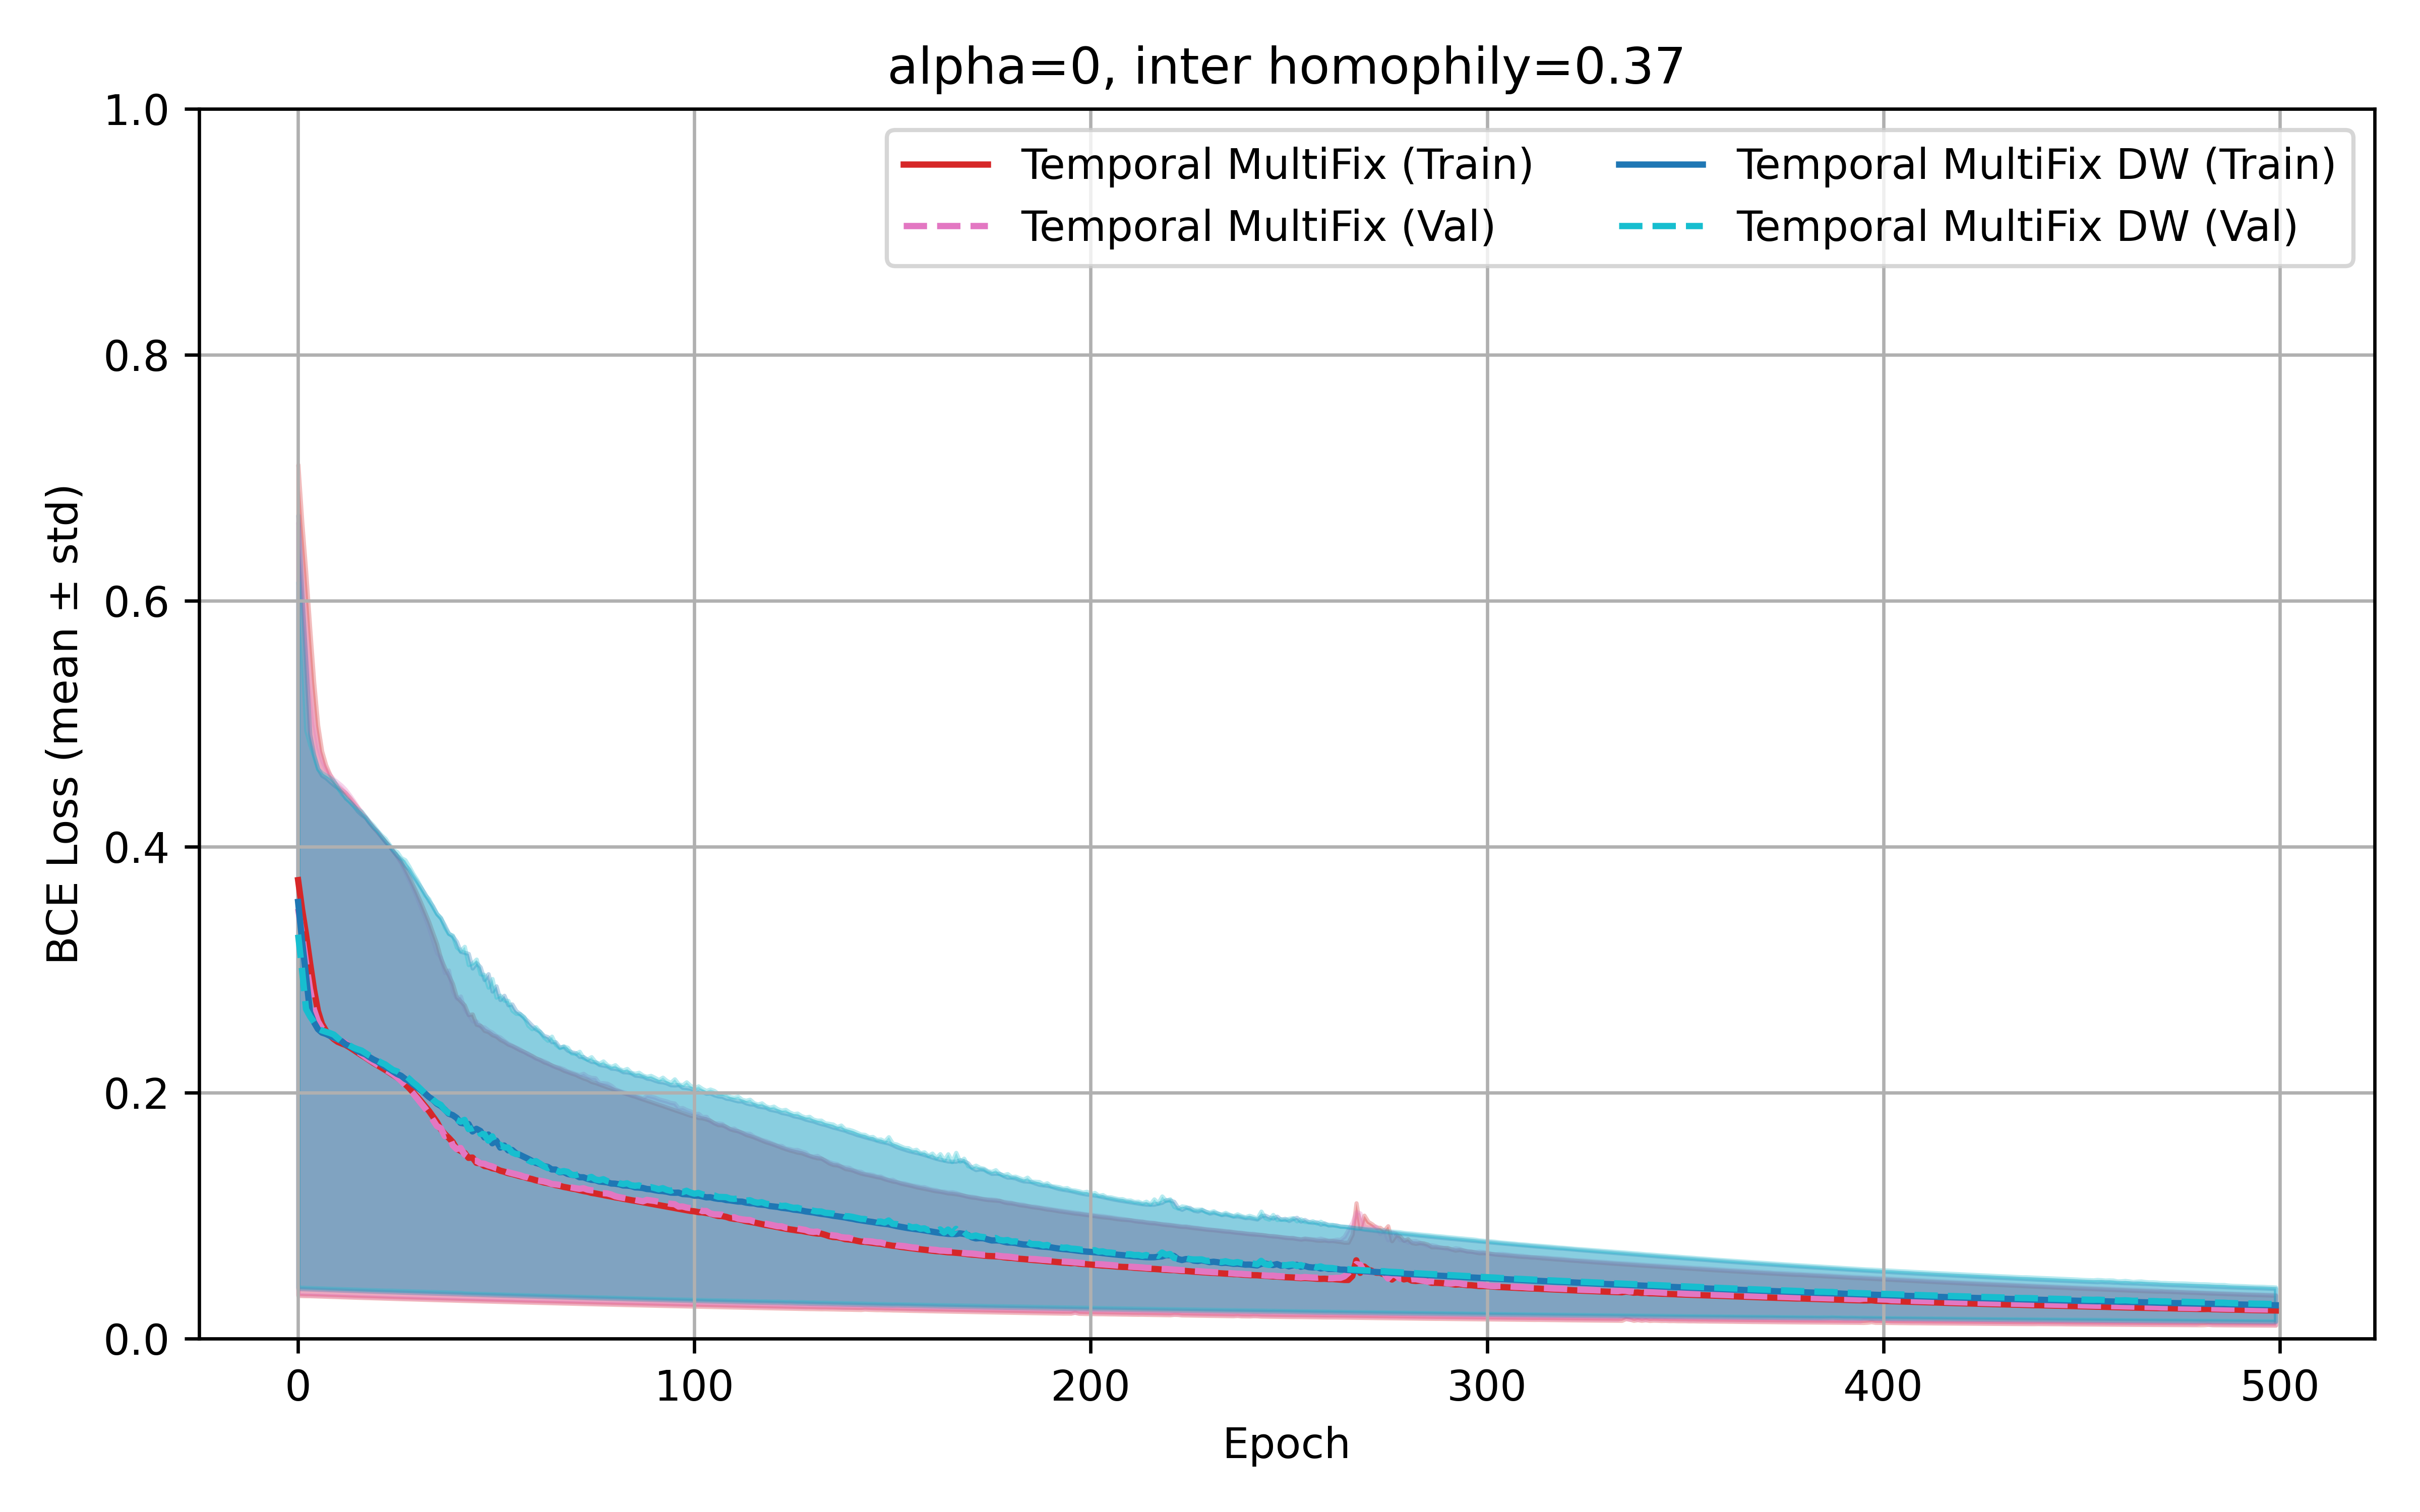 alpha=0, inter homophily=0.37
1.0
0.8
0.6
0.4
0.2
0.0
BCE Loss (mean ± std)
Temporal MultiFix (Train)
Temporal MultiFix (Val)
Temporal MultiFix DW (Train)
Temporal MultiFix DW (Val)
0 100 200 300 400 500
Epoch